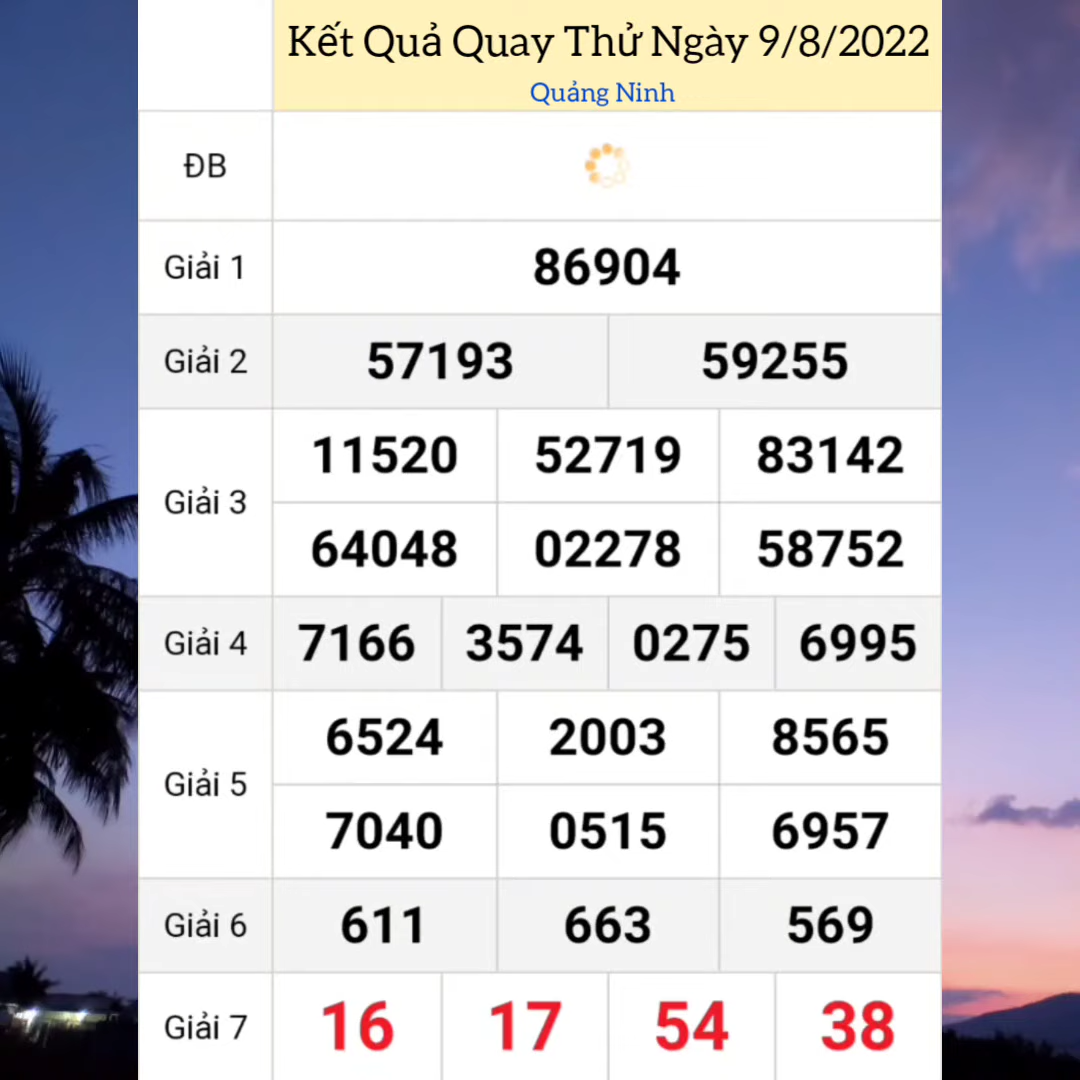 Kết Quả Quay Thử Ngày 9/8/2022
Quảng Ninh
ĐB
Giải 1 86904
Giải 2 57193 59255
Giải 3
11520 52719 83142
64048 02278 58752
Giải 4 7166 3574 0275 6995
Giải 5
6524 2003 8565
7040 0515 6957
Giải 6 611 663 569
Giải 7 16 17 54 38